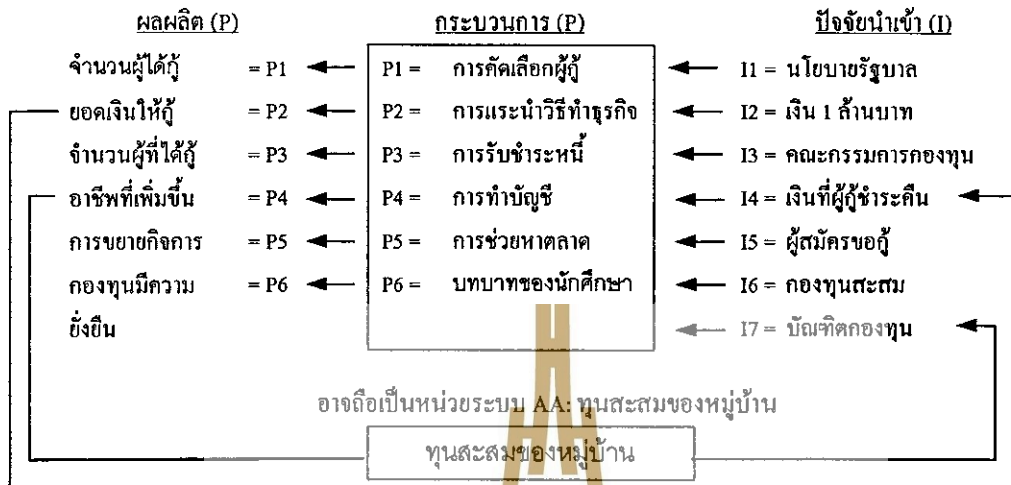 ผลผลิต (P) กระบวนการ (P) ปัจจัยนำเข้า (I)
จำนวนผู้ได้กู้ = P1 P1 = การคัดเลือกผู้กู้ I1 = นโยบายรัฐบาล
ยอดเงินให้กู้ = P2 P2 = การแระนำวิธีทำธุรกิจ I2 = เงิน 1 ล้านบาท
จำนวนผู้ที่ได้กู้ = P3 P3 = การรับชำระหนี้ I3 = คณะกรรมการกองทุน
อาชีพที่เพิ่มขึ้น = P4 P4 = การทำบัญชี I4 = เงินที่ผู้กู้ชำระคืน
การขยายกิจการ = P5 P5 = การช่วยหาตลาด I5 = ผู้สมัครขอกู้
กองทุนมีความ = P6 P6 = บทบาทของนักศึกษา I6 = กองทุนสะสม
ยั่งยืน I7 = บัณฑิตกองทุน
อาจถือเป็นหน่วยระบบ AA: ทุนสะสมของหมู่บ้าน
ทุนสะสมของหมู่บ้าน